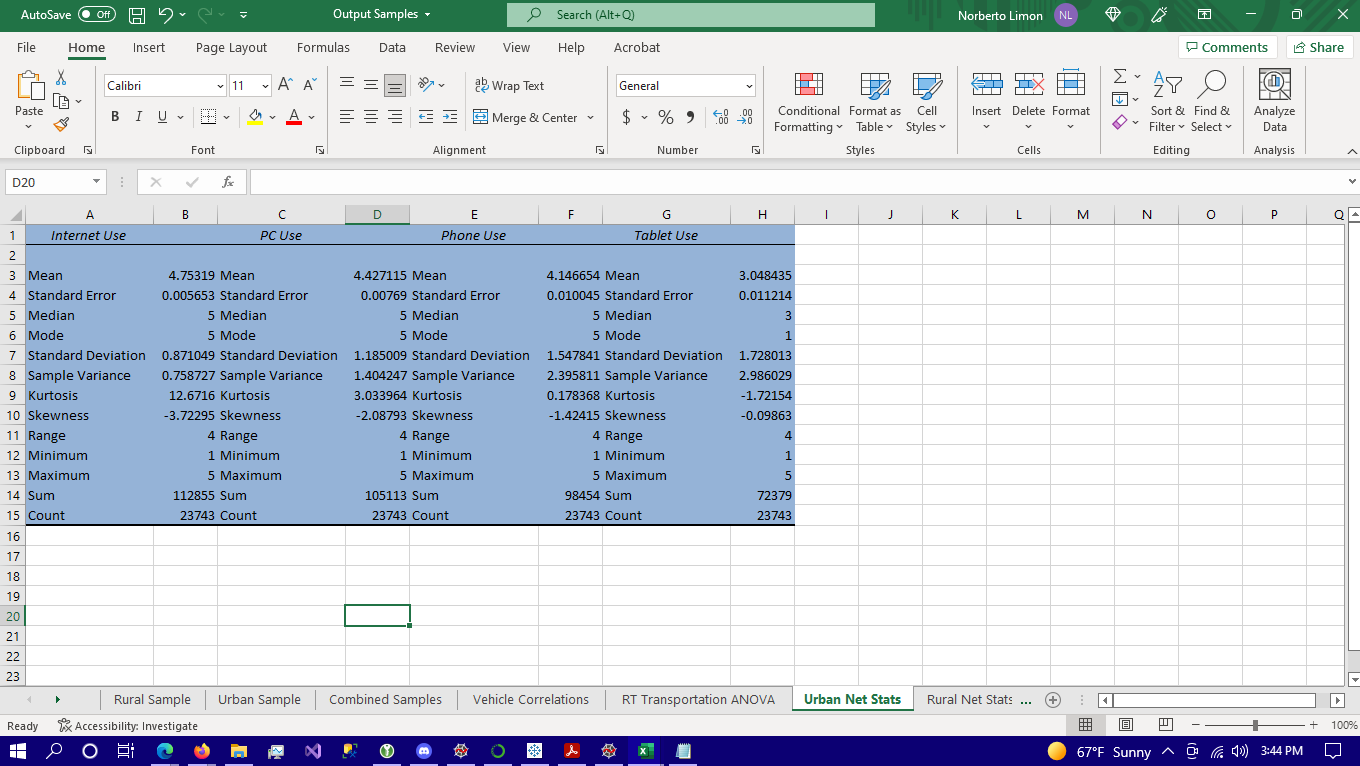 AutoSave Off Output Samples Search (Alt+Q) Norberto Limon NL
File Home Insert Page Layout Formulas Data Review View Help Acrobat Comments Share
Calibri 11 Wrap Text General
Paste B I U Merge & Center $ % Conditional Formatting Format as Table Cell Styles Insert Delete Format Sort & Filter Find & Select Analyze Data
Clipboard Font Alignment Number Styles Cells Editing Analysis
D20 fx
A B C D E F G H I J K L M N O P Q
1 Internet Use PC Use Phone Use Tablet Use
2
3 Mean 4.75319 Mean 4.427115 Mean 4.146654 Mean 3.048435
4 Standard Error 0.005653 Standard Error 0.00769 Standard Error 0.010045 Standard Error 0.011214
5 Median 5 Median 5 Median 5 Median 3
6 Mode 5 Mode 5 Mode 5 Mode 1
7 Standard Deviation 0.871049 Standard Deviation 1.185009 Standard Deviation 1.547841 Standard Deviation 1.728013
8 Sample Variance 0.758727 Sample Variance 1.404247 Sample Variance 2.395811 Sample Variance 2.986029
9 Kurtosis 12.6716 Kurtosis 3.033964 Kurtosis 0.178368 Kurtosis -1.72154
10 Skewness -3.72295 Skewness -2.08793 Skewness -1.42415 Skewness -0.09863
11 Range 4 Range 4 Range 4 Range 4
12 Minimum 1 Minimum 1 Minimum 1 Minimum 1
13 Maximum 5 Maximum 5 Maximum 5 Maximum 5
14 Sum 112855 Sum 105113 Sum 98454 Sum 72379
15 Count 23743 Count 23743 Count 23743 Count 23743
16
17
18
19
20
21
22
23
Rural Sample Urban Sample Combined Samples Vehicle Correlations RT Transportation ANOVA Urban Net Stats Rural Net Stats ...
Ready Accessibility: Investigate 100%
67°F Sunny 3:44 PM